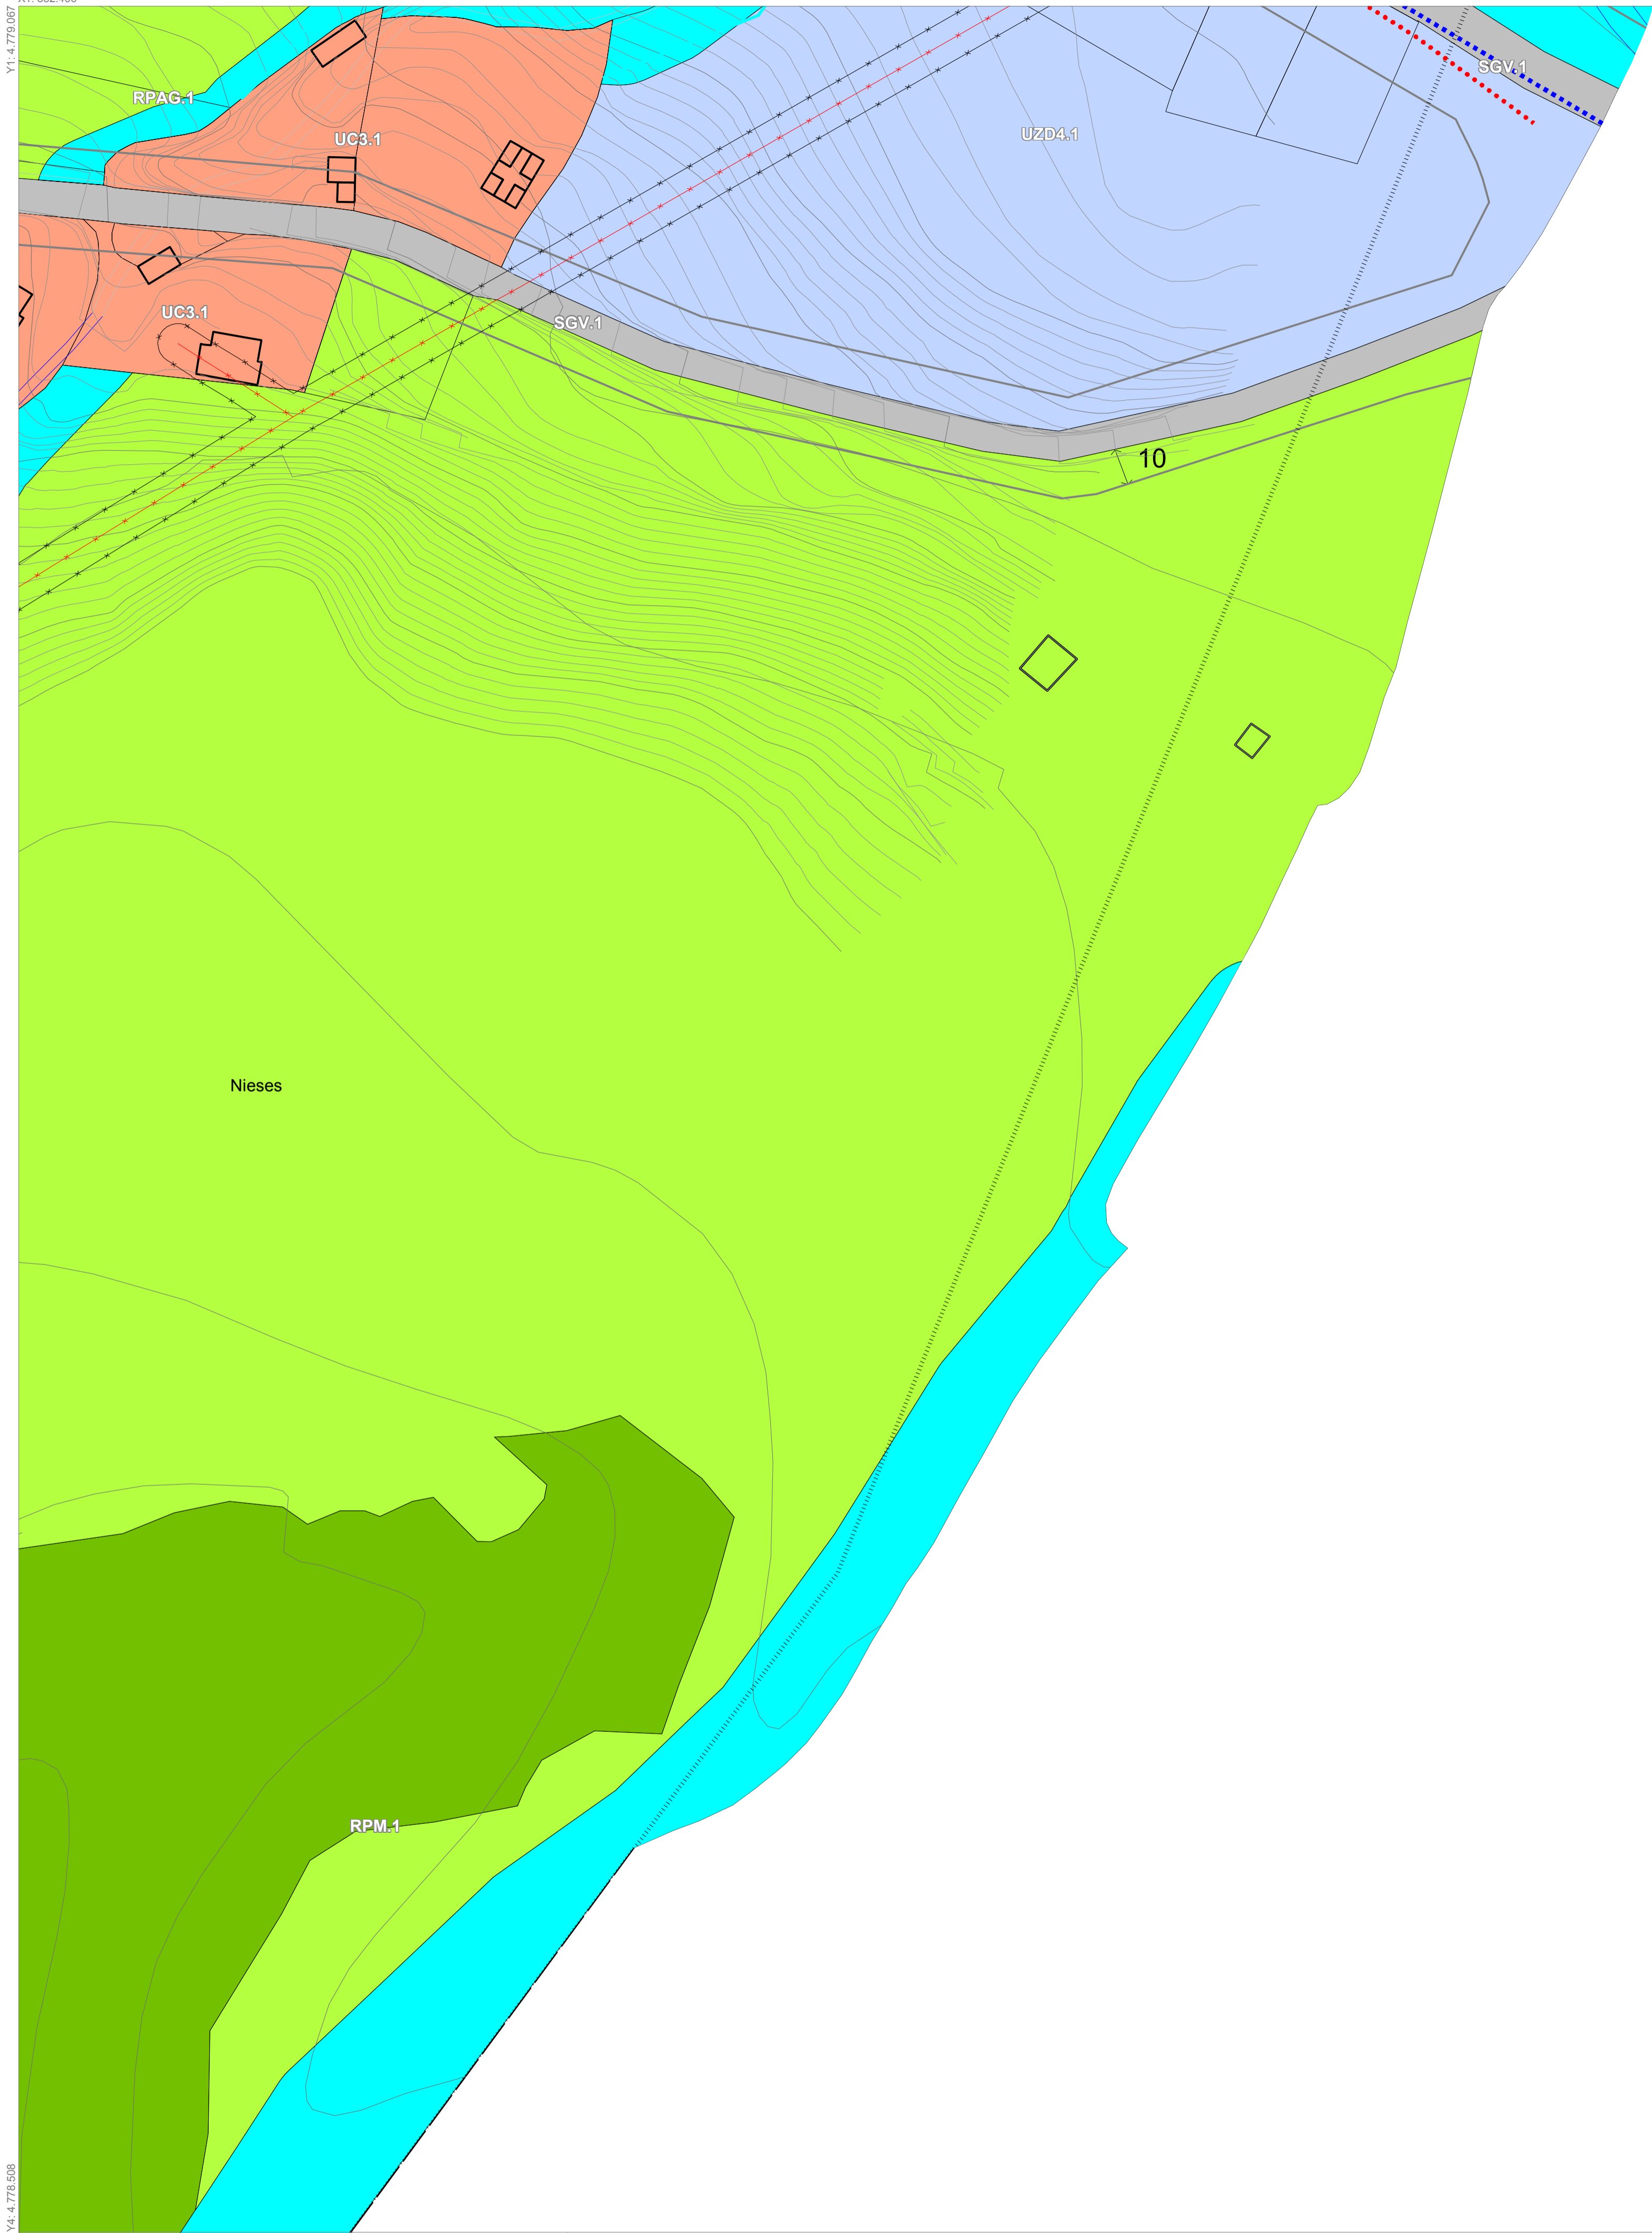 Y1: 4.779.067
SGV.1
RPAG.1
UC3.1
UZD4.1
UC3.1
SGV.1
10
Nieses
RPM.1
Y4: 4.778.508